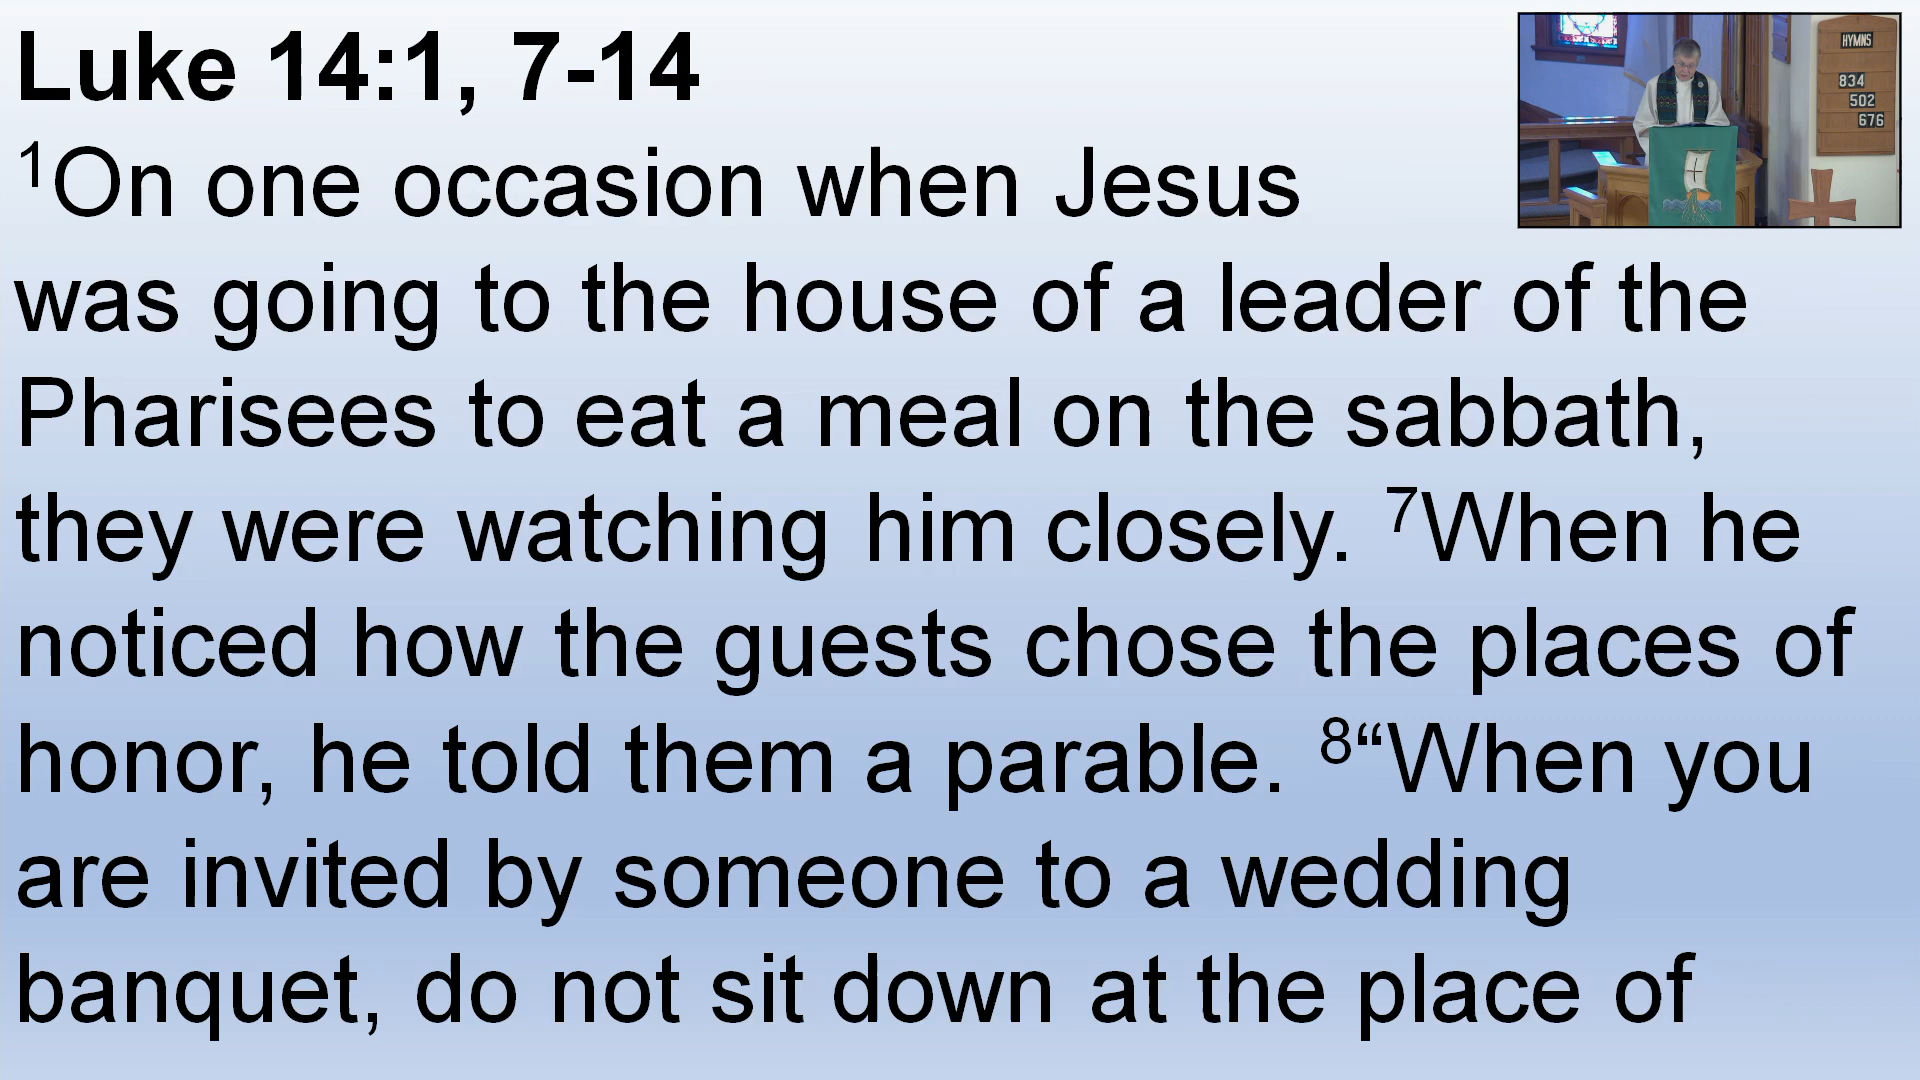 Luke 14:1, 7-14
1On one occasion when Jesus
was going to the house of a leader of the
Pharisees to eat a meal on the sabbath,
they were watching him closely. 7When he
noticed how the guests chose the places of
honor, he told them a parable. 8“When you
are invited by someone to a wedding
banquet, do not sit down at the place of
HYMNS
834
502
676